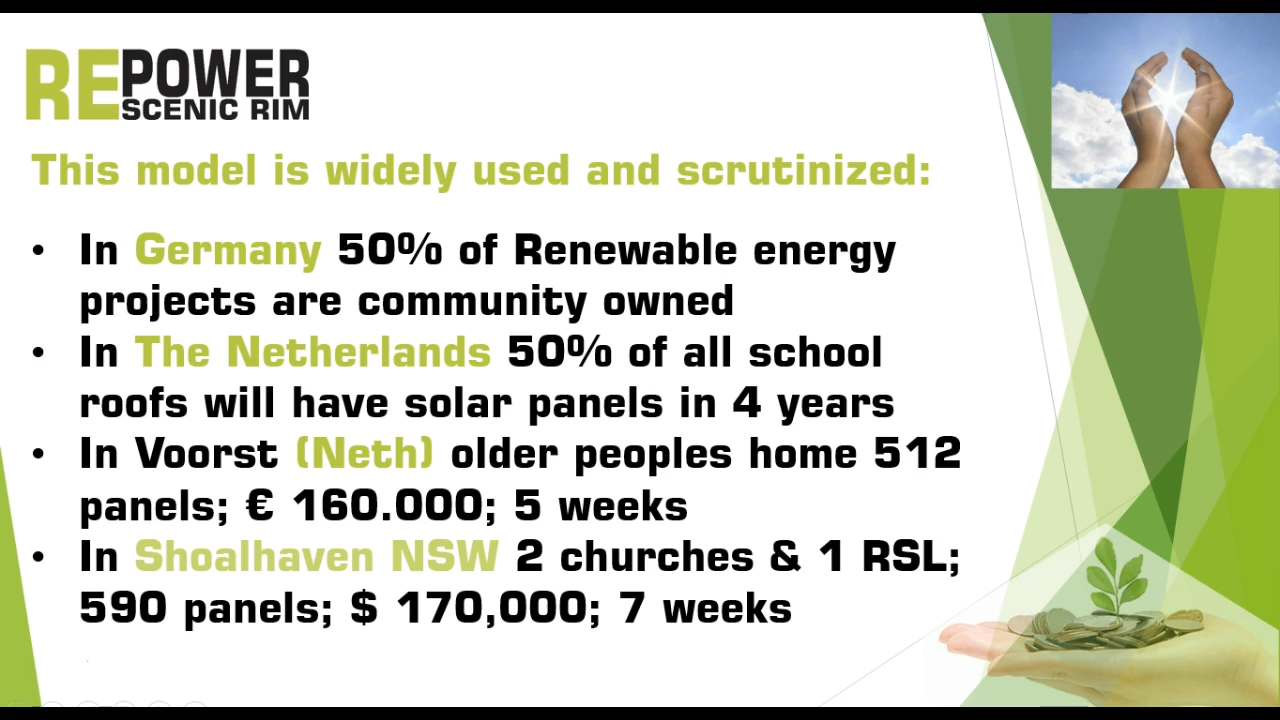 REPOWER
SCENIC RIM
This model is widely used and scrutinized:
• In Germany 50% of Renewable energy
projects are community owned
• In The Netherlands 50% of all school
roofs will have solar panels in 4 years
• In Voorst (Neth) older peoples home 512
panels; € 160.000; 5 weeks
• In Shoalhaven NSW 2 churches & 1 RSL;
590 panels; $ 170,000; 7 weeks